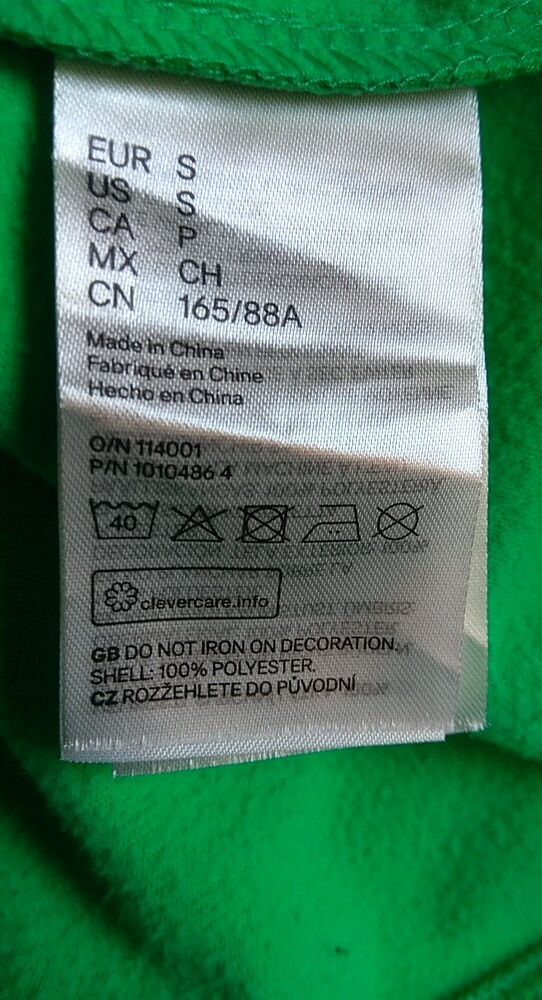 EUR S
US S
CA P
MX CH
CN 165/88A
Made in China
Fabriqué en Chine
Hecho en China
O/N 114001
P/N 1010486 4
40
clevercare.info
GB DO NOT IRON ON DECORATION.
SHELL: 100% POLYESTER.
CZ ROZŽEHLETE DO PŮVODNÍ